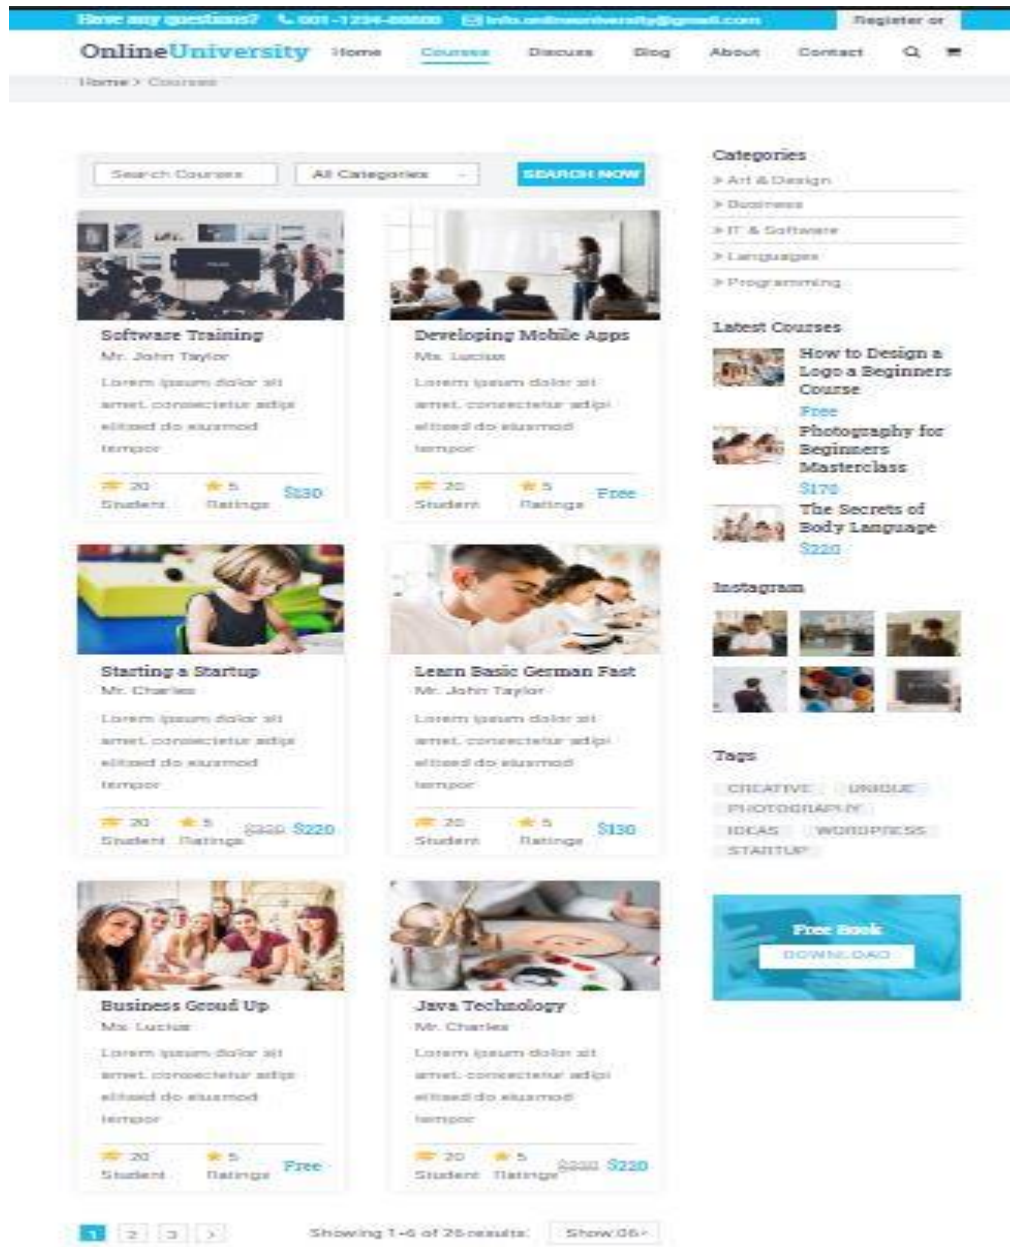 Have any questions? 001-1234-88888 info.onlineuniversity@gmail.com Register or
OnlineUniversity Home Courses Discuss Blog About Contact
Home > Courses
Search Courses All Categories SEARCH NOW
Software Training
Mr. John Taylor
Lorem ipsum dolor sit
amet, consectetur adipi
elitsed do eiusmod
tempor
20 Student 5 Ratings $130
Developing Mobile Apps
Ms. Lucius
Lorem ipsum dolor sit
amet, consectetur adipi
elitsed do eiusmod
tempor
20 Student 5 Ratings Free
Starting a Startup
Mr. Charles
Lorem ipsum dolor sit
amet, consectetur adipi
elitsed do eiusmod
tempor
20 Student 5 Ratings $220
Learn Basic German Fast
Mr. John Taylor
Lorem ipsum dolor sit
amet, consectetur adipi
elitsed do eiusmod
tempor
20 Student 5 Ratings $130
Business Groud Up
Ms. Lucius
Lorem ipsum dolor sit
amet, consectetur adipi
elitsed do eiusmod
tempor
20 Student 5 Ratings Free
Java Technology
Mr. Charles
Lorem ipsum dolor sit
amet, consectetur adipi
elitsed do eiusmod
tempor
20 Student 5 Ratings $220
1 2 3 > Showing 1-6 of 26 results. Show:06
Categories
> Art & Design
> Business
> IT & Software
> Languages
> Programming
Latest Courses
How to Design a
Logo a Beginners
Course
Free
Photography for
Beginners
Masterclass
$170
The Secrets of
Body Language
$220
Instagram
Tags
CREATIVE UNIQUE
PHOTOGRAPHY
IDEAS WORDPRESS
STARTUP
Free Book
DOWNLOAD